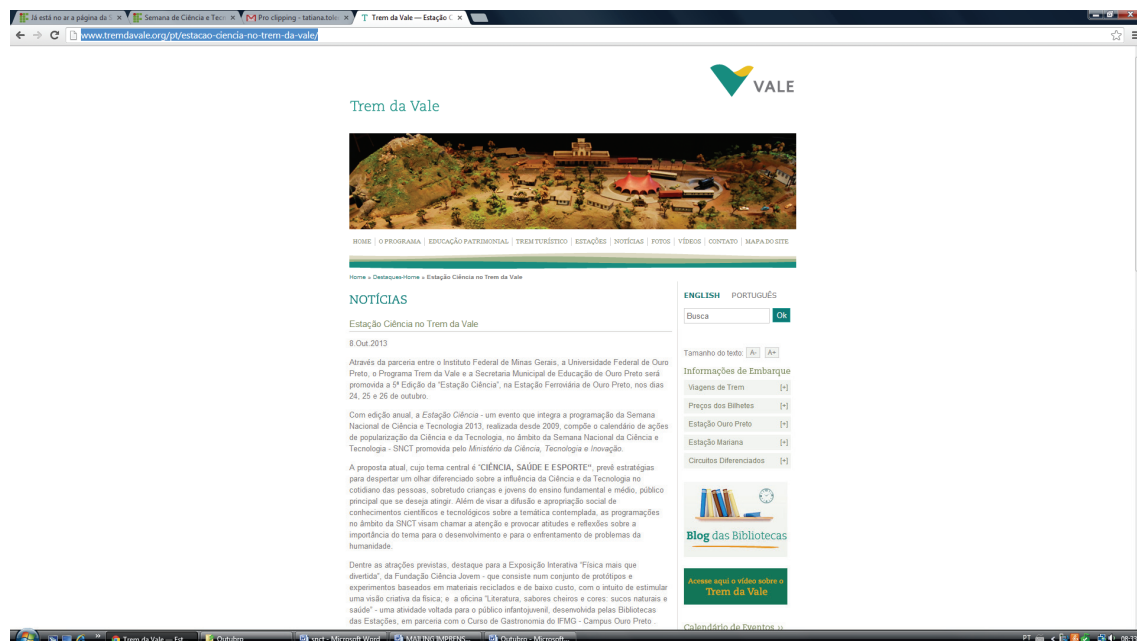 Já está no ar a página da S
Semana de Ciência e Tecn
Pro clipping - tatiana.tole
Trem da Vale — Estação C
www.tremdavale.org/pt/estacao-ciencia-no-trem-da-vale/
VALE
Trem da Vale
HOME | O PROGRAMA | EDUCAÇÃO PATRIMONIAL | TREM TURÍSTICO | ESTAÇÕES | NOTÍCIAS | FOTOS | VÍDEOS | CONTATO | MAPA DO SITE
Home » Destaques-Home » Estação Ciência no Trem da Vale
NOTÍCIAS
Estação Ciência no Trem da Vale
8.Out.2013
Através da parceria entre o Instituto Federal de Minas Gerais, a Universidade Federal de Ouro
Preto, o Programa Trem da Vale e a Secretaria Municipal de Educação de Ouro Preto será
promovida a 5ª Edição da "Estação Ciência", na Estação Ferroviária de Ouro Preto, nos dias
24, 25 e 26 de outubro.
Com edição anual, a Estação Ciência - um evento que integra a programação da Semana
Nacional de Ciência e Tecnologia 2013, realizada desde 2009, compõe o calendário de ações
de popularização da Ciência e da Tecnologia, no âmbito da Semana Nacional da Ciência e
Tecnologia - SNCT promovida pelo Ministério da Ciência, Tecnologia e Inovação.
A proposta atual, cujo tema central é "CIÊNCIA, SAÚDE E ESPORTE", prevê estratégias
para despertar um olhar diferenciado sobre a influência da Ciência e da Tecnologia no
cotidiano das pessoas, sobretudo crianças e jovens do ensino fundamental e médio, público
principal que se deseja atingir. Além de visar a difusão e apropriação social de
conhecimentos científicos e tecnológicos sobre a temática contemplada, as programações
no âmbito da SNCT visam chamar a atenção e provocar atitudes e reflexões sobre a
importância do tema para o desenvolvimento e para o enfrentamento de problemas da
humanidade.
Dentre as atrações previstas, destaque para a Exposição Interativa "Física mais que
divertida", da Fundação Ciência Jovem - que consiste num conjunto de protótipos e
experimentos baseados em materiais reciclados e de baixo custo, com o intuito de estimular
uma visão criativa da física; e a oficina "Literatura, sabores cheiros e cores: sucos naturais e
saúde" - uma atividade voltada para o público infantojuvenil, desenvolvida pelas Bibliotecas
das Estações, em parceria com o Curso de Gastronomia do IFMG - Campus Ouro Preto .
ENGLISH PORTUGUÊS
Busca Ok
Tamanho do texto: A- A+
Informações de Embarque
Viagens de Trem [+]
Preços dos Bilhetes [+]
Estação Ouro Preto [+]
Estação Mariana [+]
Circuitos Diferenciados [+]
Blog das Bibliotecas
Acesse aqui o vídeo sobre o
Trem da Vale
Calendário de Eventos »
Trem da Vale — Est...
Outubro
snct - Microsoft Word
MAILING IMPRENS...
Outubro - Microsoft...
PT